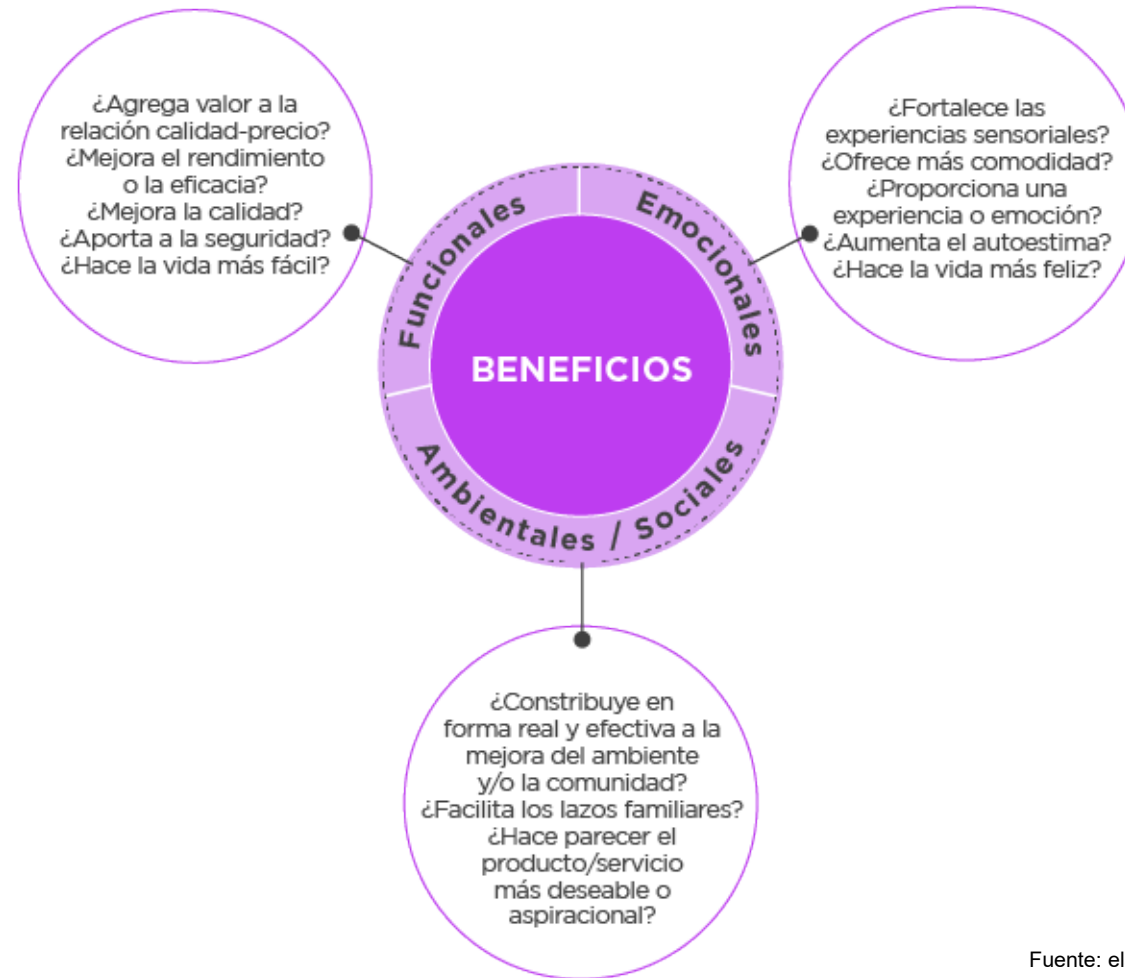 ¿Agrega valor a la
relación calidad-precio?
¿Mejora el rendimiento
o la eficacia?
¿Mejora la calidad?
¿Aporta a la seguridad?
¿Hace la vida más fácil?
¿Fortalece las
experiencias sensoriales?
¿Ofrece más comodidad?
¿Proporciona una
experiencia o emoción?
¿Aumenta el autoestima?
¿Hace la vida más feliz?
Funcionales
Emocionales
BENEFICIOS
Ambientales / Sociales
¿Constribuye en
forma real y efectiva a la
mejora del ambiente
y/o la comunidad?
¿Facilita los lazos familiares?
¿Hace parecer el
producto/servicio
más deseable o
aspiracional?
Fuente: el